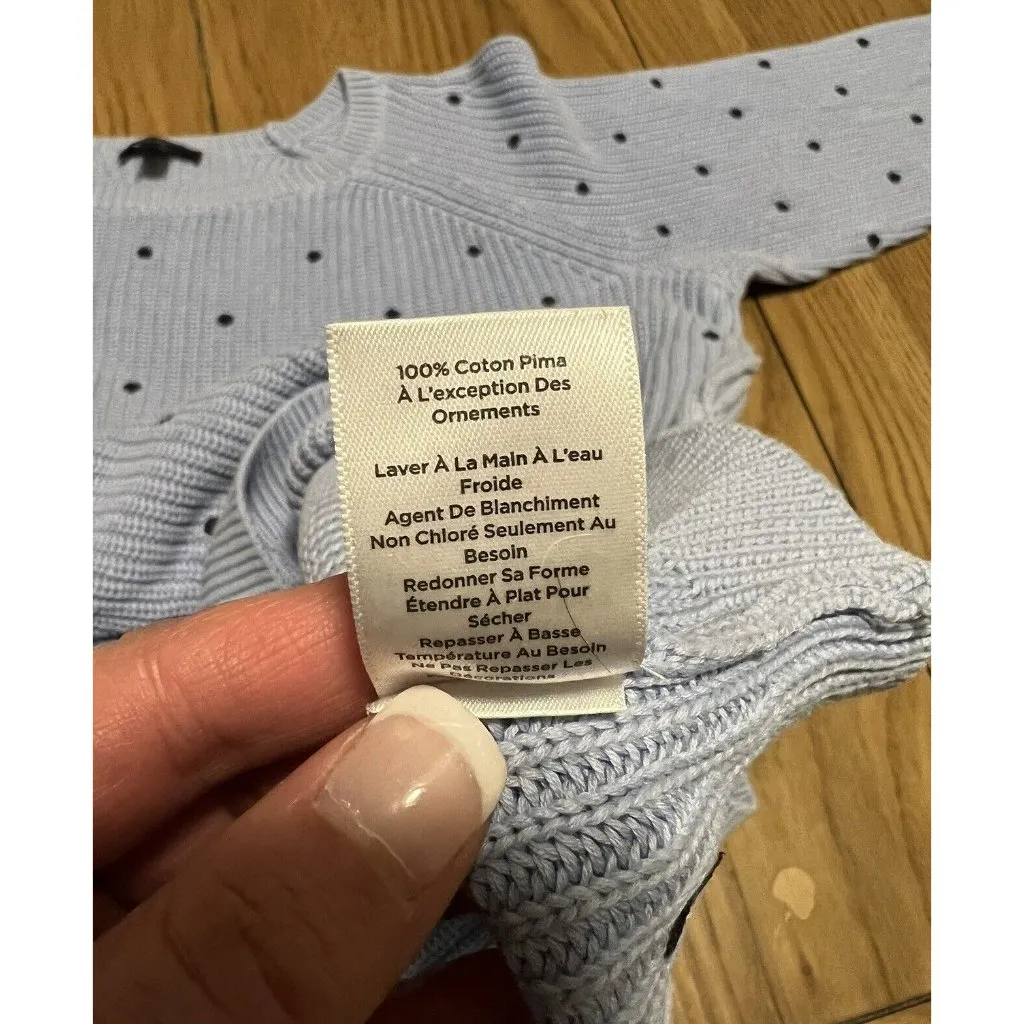 100% Coton Pima
À L'exception Des
Ornements
Laver À La Main À L'eau
Froide
Agent De Blanchiment
Non Chloré Seulement Au
Besoin
Redonner Sa Forme
Étendre À Plat Pour
Sécher
Repasser À Basse
Température Au Besoin
Ne Pas Repasser Les
Décorations